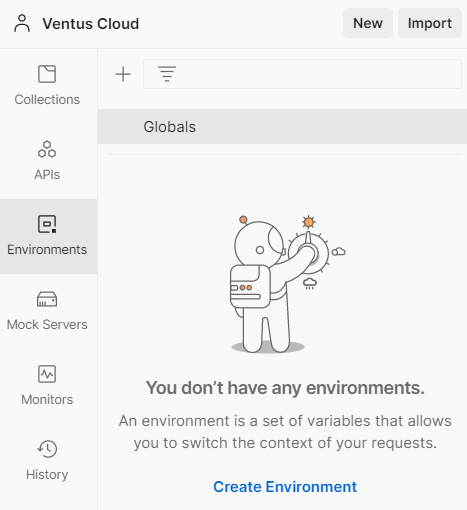 Ventus Cloud
New
Import
Collections
APIs
Environments
Mock Servers
Monitors
History
Globals
You don't have any environments.
An environment is a set of variables that allows
you to switch the context of your requests.
Create Environment